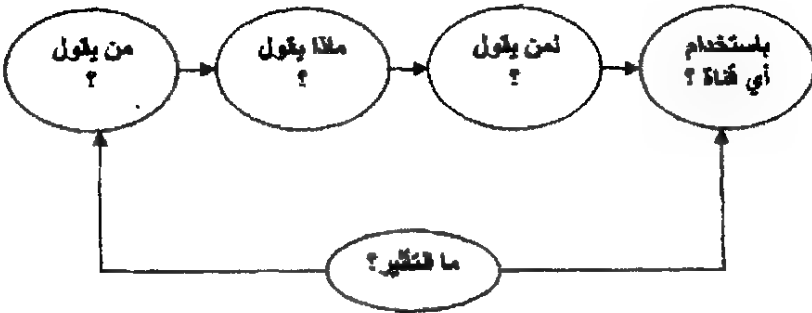 من يقول
؟
ماذا يقول
؟
لمن يقول
؟
باستخدام
أي قناة ؟
ما التأثير ؟